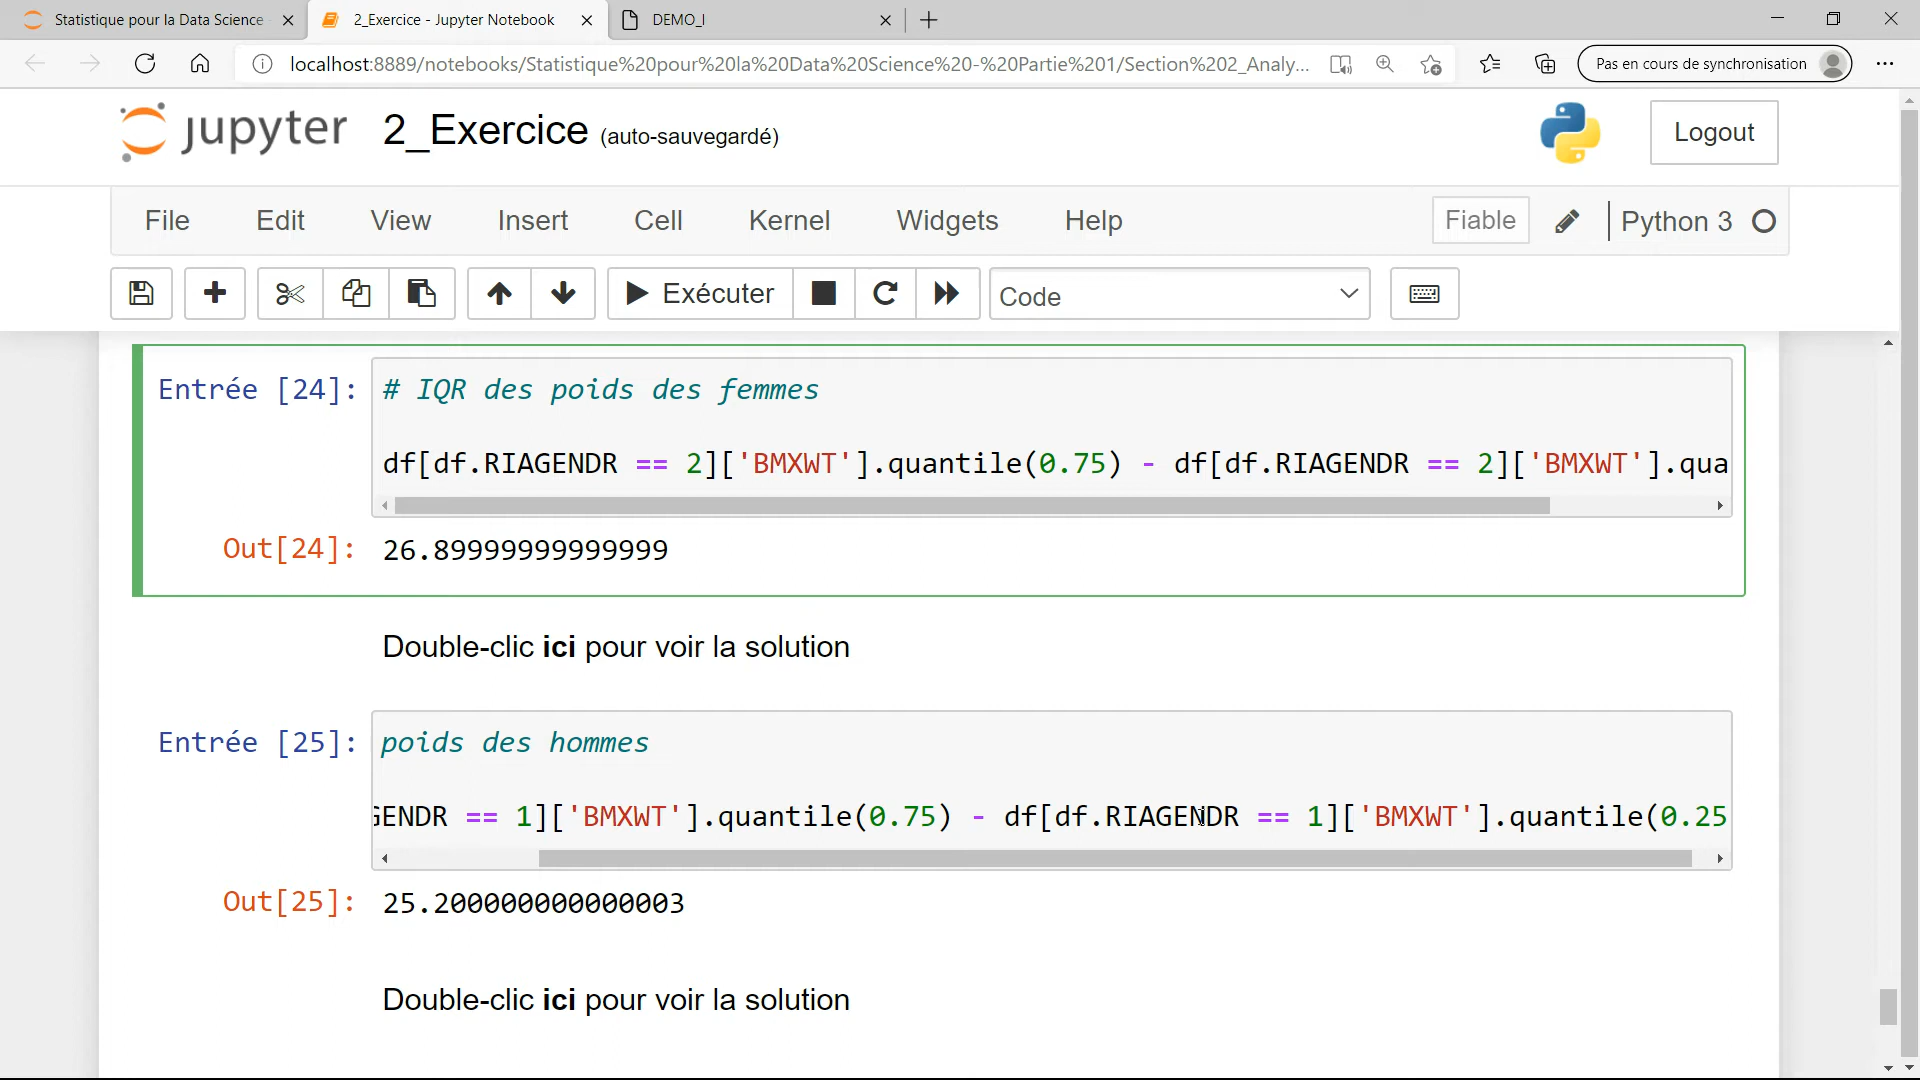 Statistique pour la Data Science
2_Exercice - Jupyter Notebook
DEMO_I
localhost:8889/notebooks/Statistique%20pour%20la%20Data%20Science%20-%20Partie%201/Section%202_Analy...
Pas en cours de synchronisation
jupyter 2_Exercice (auto-sauvegardé)
Logout
File Edit View Insert Cell Kernel Widgets Help
Fiable
Python 3
Exécuter
Code
Entrée [24]: # IQR des poids des femmes
df[df.RIAGENDR == 2]['BMXWT'].quantile(0.75) - df[df.RIAGENDR == 2]['BMXWT'].qua
Out[24]: 26.89999999999999
Double-clic ici pour voir la solution
Entrée [25]: poids des hommes
GENDR == 1]['BMXWT'].quantile(0.75) - df[df.RIAGENDR == 1]['BMXWT'].quantile(0.25
Out[25]: 25.200000000000003
Double-clic ici pour voir la solution